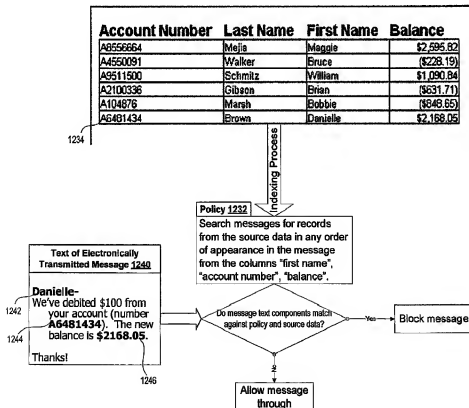 Account Number Last Name First Name Balance
A8556664 Mejia Maggie $2,595.82
A4550091 Walker Bruce ($228.19)
A9511500 Schmitz William $1,090.84
A2100336 Gibson Brian ($631.71)
A104876 Marsh Bobbie ($848.65)
A6481434 Brown Danielle $2,168.05
1234
Indexing Process
Policy 1232
Search messages for records
from the source data in any order
of appearance in the message
from the columns "first name",
"account number", "balance".
Text of Electronically
Transmitted Message 1240
1242
Danielle-
We've debited $100 from
your account (number
1244
A6481434). The new
balance is $2168.05.
Thanks!
1246
Do message text components match
against policy and source data?
Yes
Block message
Allow message
through